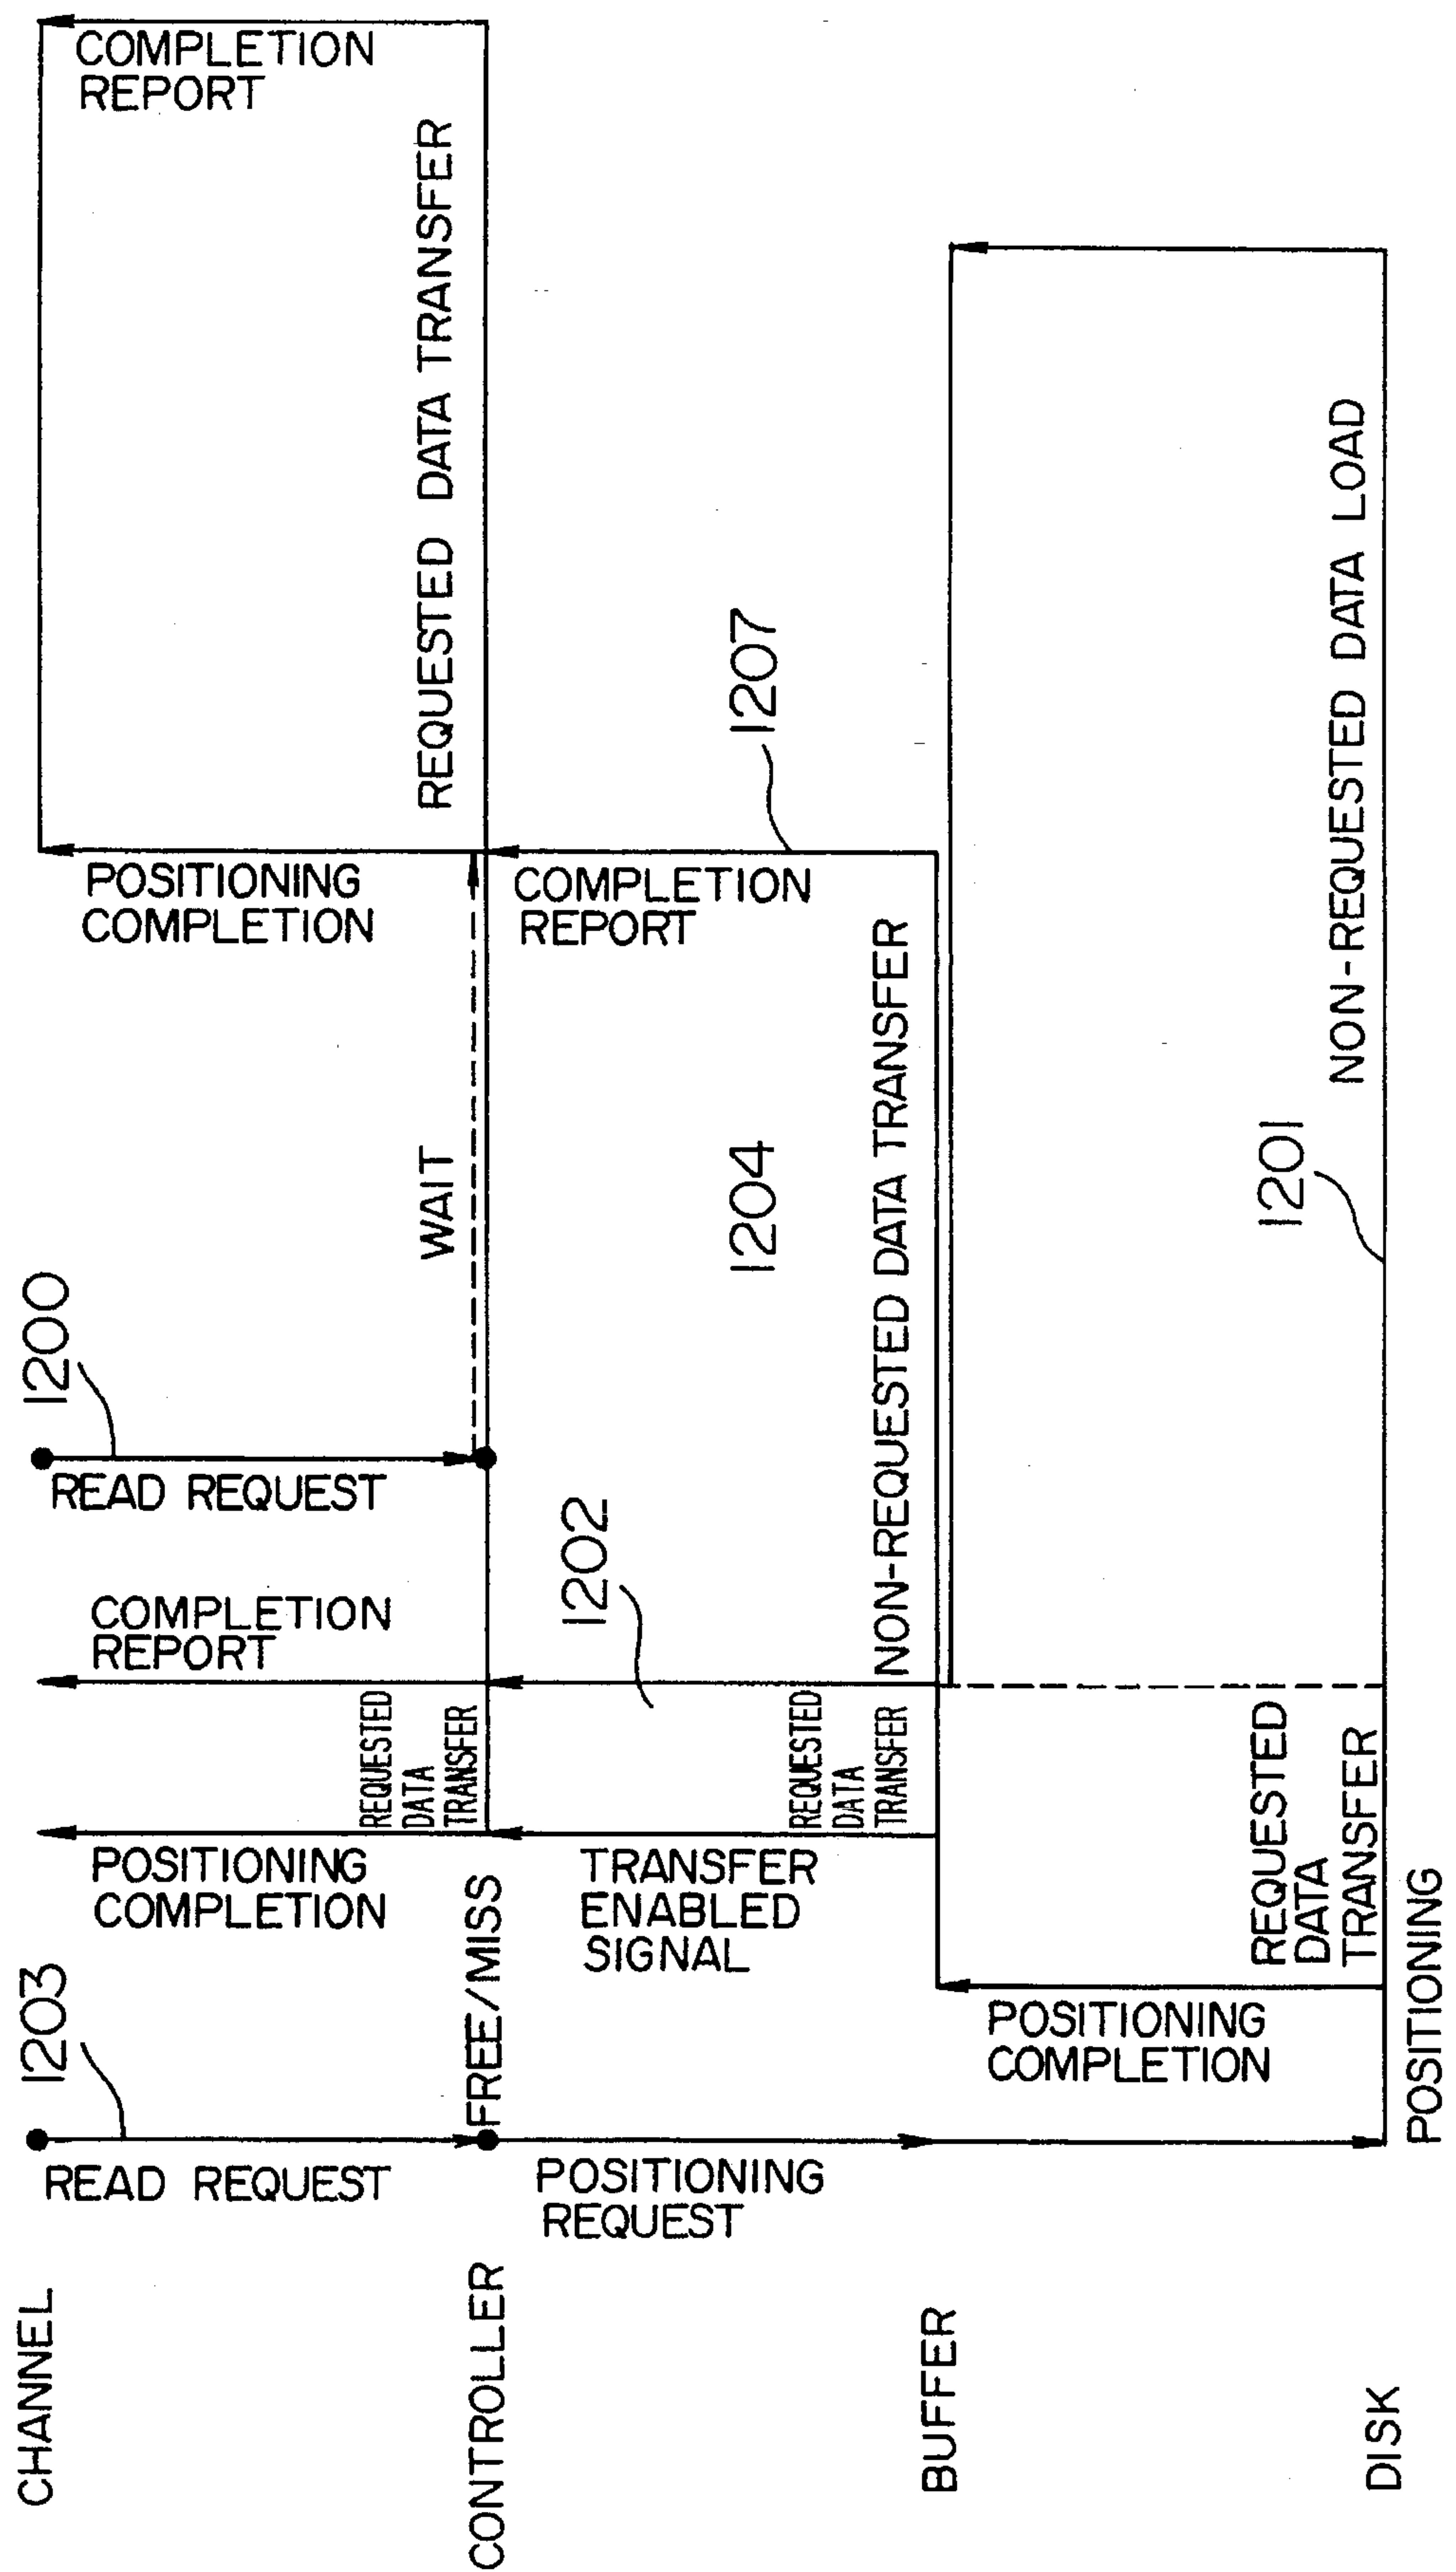 CHANNEL
1203
READ REQUEST
POSITIONING
COMPLETION
COMPLETION
REPORT
1200
READ REQUEST
POSITIONING
COMPLETION
COMPLETION
REPORT
REQUESTED
DATA
TRANSFER
WAIT
REQUESTED DATA TRANSFER
CONTROLLER
FREE/MISS
POSITIONING
REQUEST
TRANSFER
ENABLED
SIGNAL
1202
1204
COMPLETION
REPORT
1207
REQUESTED
DATA
TRANSFER
NON-REQUESTED DATA TRANSFER
BUFFER
POSITIONING
COMPLETION
REQUESTED
DATA
TRANSFER
1201
NON-REQUESTED DATA LOAD
DISK
POSITIONING